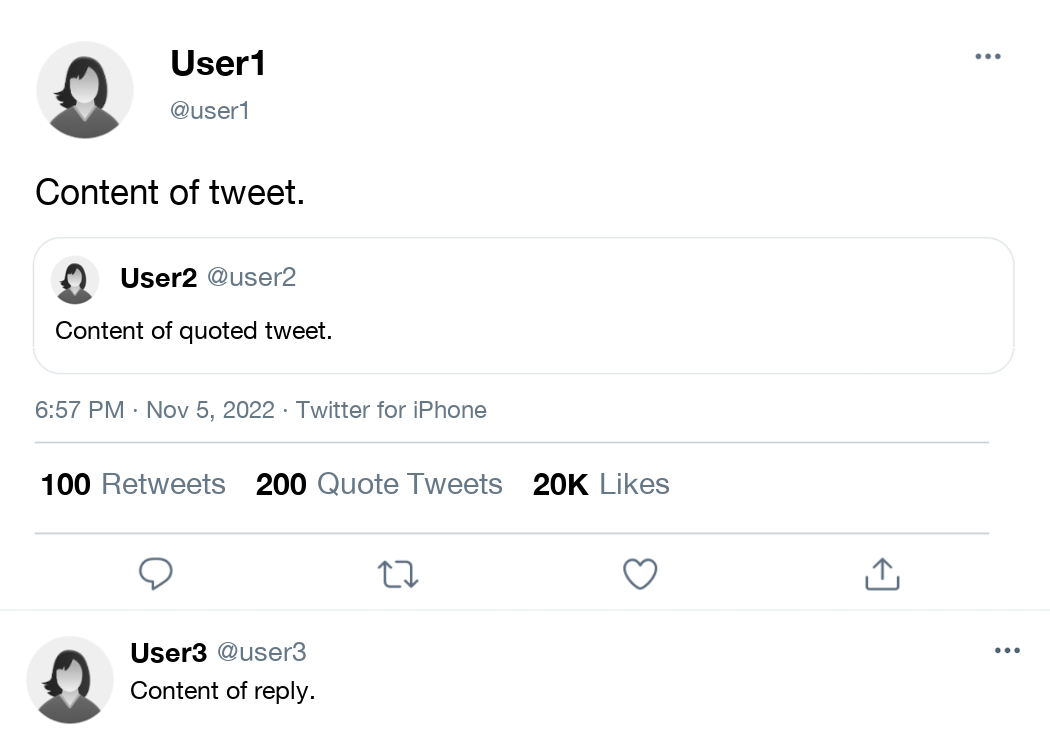 User1
@user1
Content of tweet.
User2 @user2
Content of quoted tweet.
6:57 PM · Nov 5, 2022 · Twitter for iPhone
100 Retweets 200 Quote Tweets 20K Likes
User3 @user3
Content of reply.